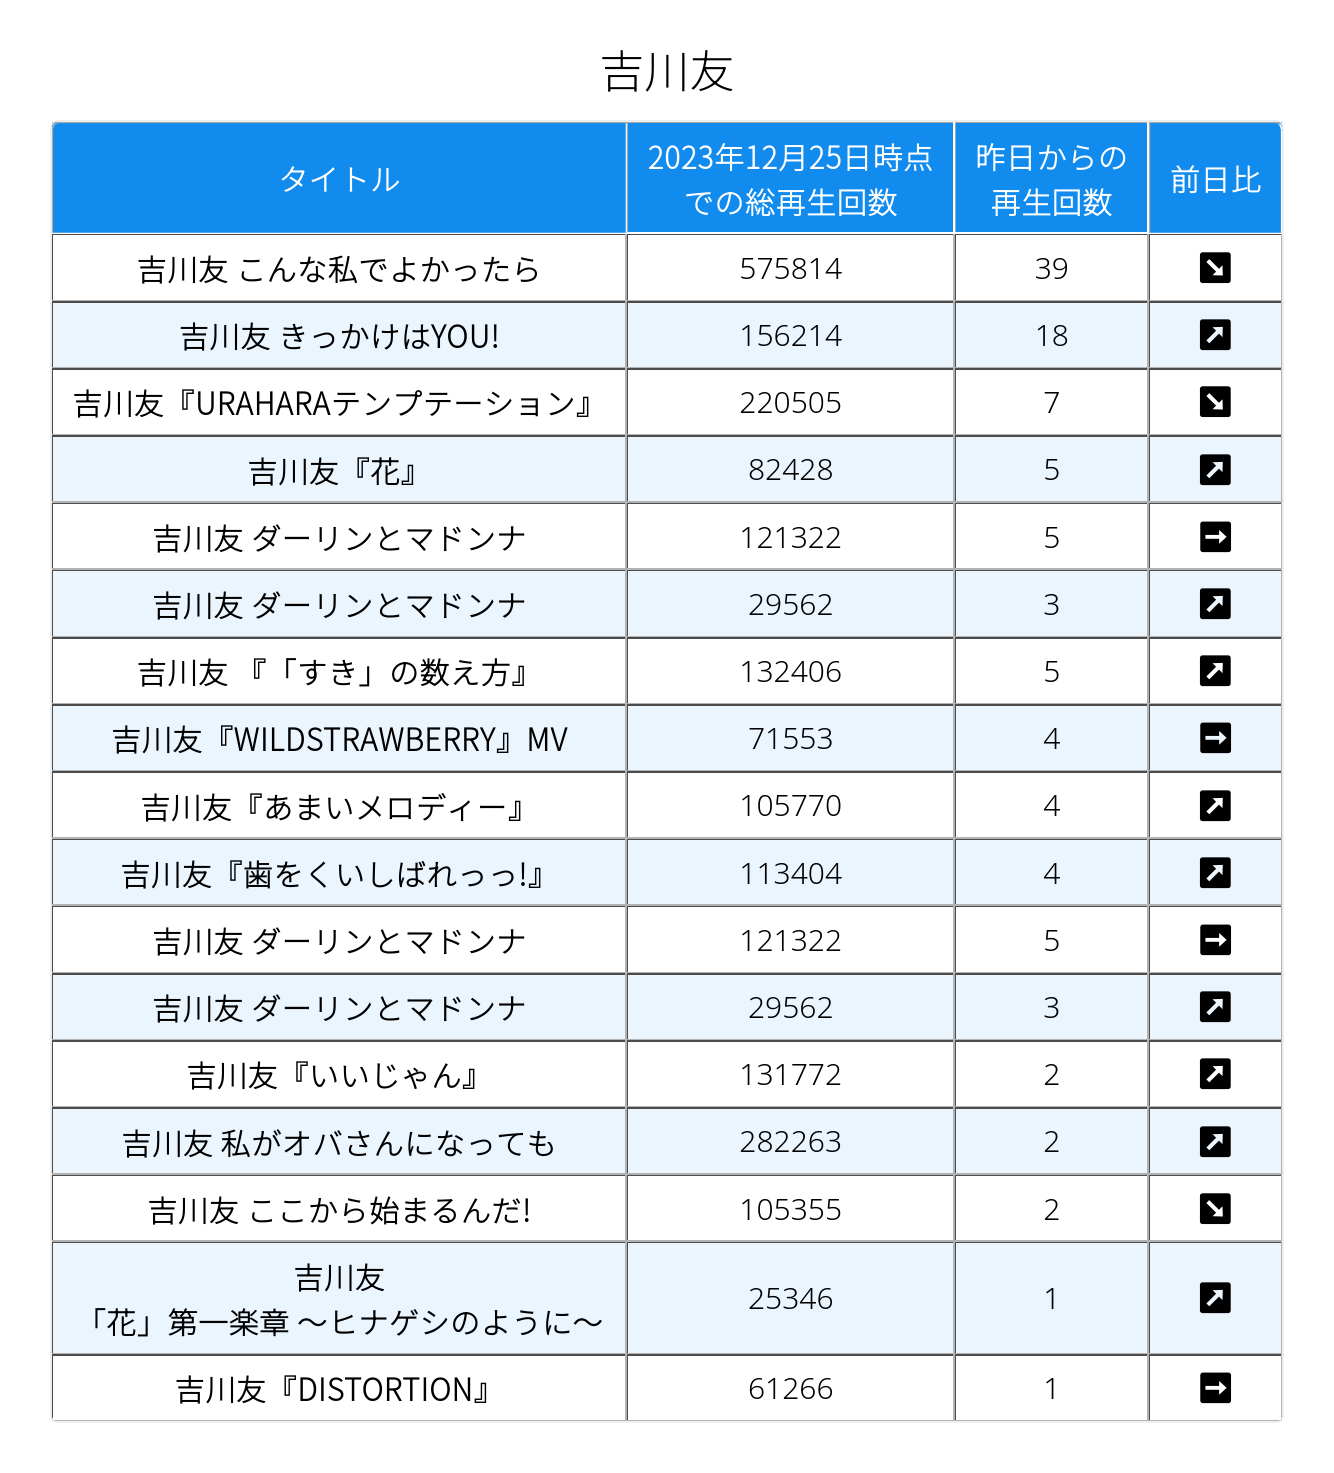 吉川友
タイトル
2023年12月25日時点
での総再生回数
昨日からの
再生回数
前日比
吉川友 こんな私でよかったら 575814 39 ↘
吉川友 きっかけはYOU! 156214 18 ↗
吉川友『URAHARAテンプテーション』 220505 7 ↘
吉川友『花』 82428 5 ↗
吉川友 ダーリンとマドンナ 121322 5 →
吉川友 ダーリンとマドンナ 29562 3 ↗
吉川友 『「すき」の数え方』 132406 5 ↗
吉川友『WILDSTRAWBERRY』MV 71553 4 →
吉川友『あまいメロディー』 105770 4 ↗
吉川友『歯をくいしばれっっ!』 113404 4 ↗
吉川友 ダーリンとマドンナ 121322 5 →
吉川友 ダーリンとマドンナ 29562 3 ↗
吉川友『いいじゃん』 131772 2 ↗
吉川友 私がオバさんになっても 282263 2 ↗
吉川友 ここから始まるんだ! 105355 2 ↘
吉川友
「花」第一楽章 ～ヒナゲシのように～ 25346 1 ↗
吉川友『DISTORTION』 61266 1 →